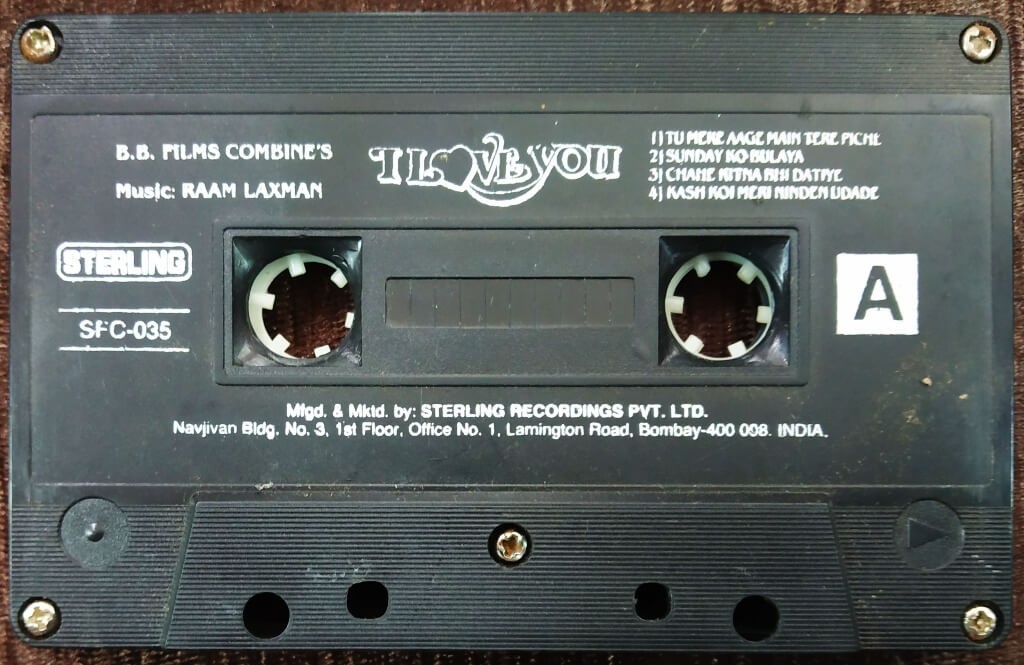 B.B. FILMS COMBINE'S
Music: RAAM LAXMAN
I LOVE YOU
1) TU MERE AAGE MAIN TERE PICHE
2) SUNDAY KO BULAYA
3) CHAHE KITNA BHI DATIYE
4) KASH KOI MERI NINDEN UDADE
STERLING
SFC-035
A
Mfgd. & Mktd. by: STERLING RECORDINGS PVT. LTD.
Navjivan Bldg. No. 3, 1st Floor, Office No. 1, Lamington Road, Bombay-400 008. INDIA.